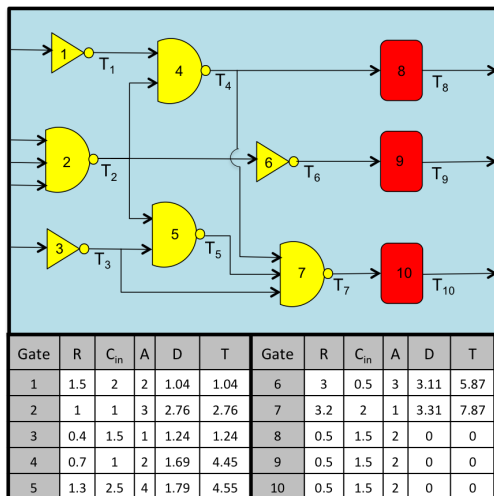 1
T1
4
T4
8
T8
2
T2
6
T6
9
T9
3
T3
5
T5
7
T7
10
T10
Gate R Cin A D T Gate R Cin A D T
1 1.5 2 2 1.04 1.04 6 3 0.5 3 3.11 5.87
2 1 1 3 2.76 2.76 7 3.2 2 1 3.31 7.87
3 0.4 1.5 1 1.24 1.24 8 0.5 1.5 2 0 0
4 0.7 1 2 1.69 4.45 9 0.5 1.5 2 0 0
5 1.3 2.5 4 1.79 4.55 10 0.5 1.5 2 0 0